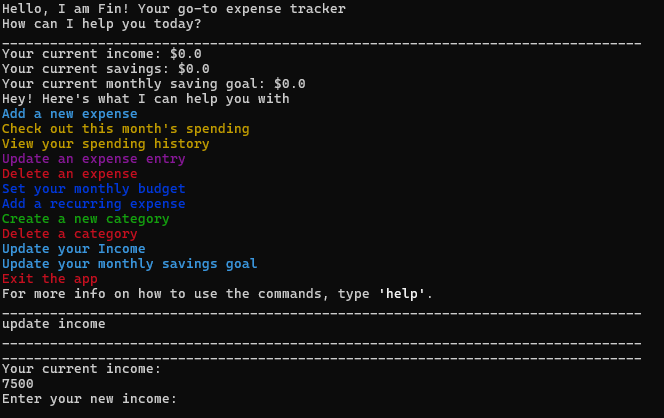 Hello, I am Fin! Your go-to expense tracker
How can I help you today?
________________________________________________________________________________
Your current income: $0.0
Your current savings: $0.0
Your current monthly saving goal: $0.0
Hey! Here's what I can help you with
Add a new expense
Check out this month's spending
View your spending history
Update an expense entry
Delete an expense
Set your monthly budget
Add a recurring expense
Create a new category
Delete a category
Update your Income
Update your monthly savings goal
Exit the app
For more info on how to use the commands, type 'help'.
________________________________________________________________________________
update income
________________________________________________________________________________
________________________________________________________________________________
Your current income:
7500
Enter your new income: